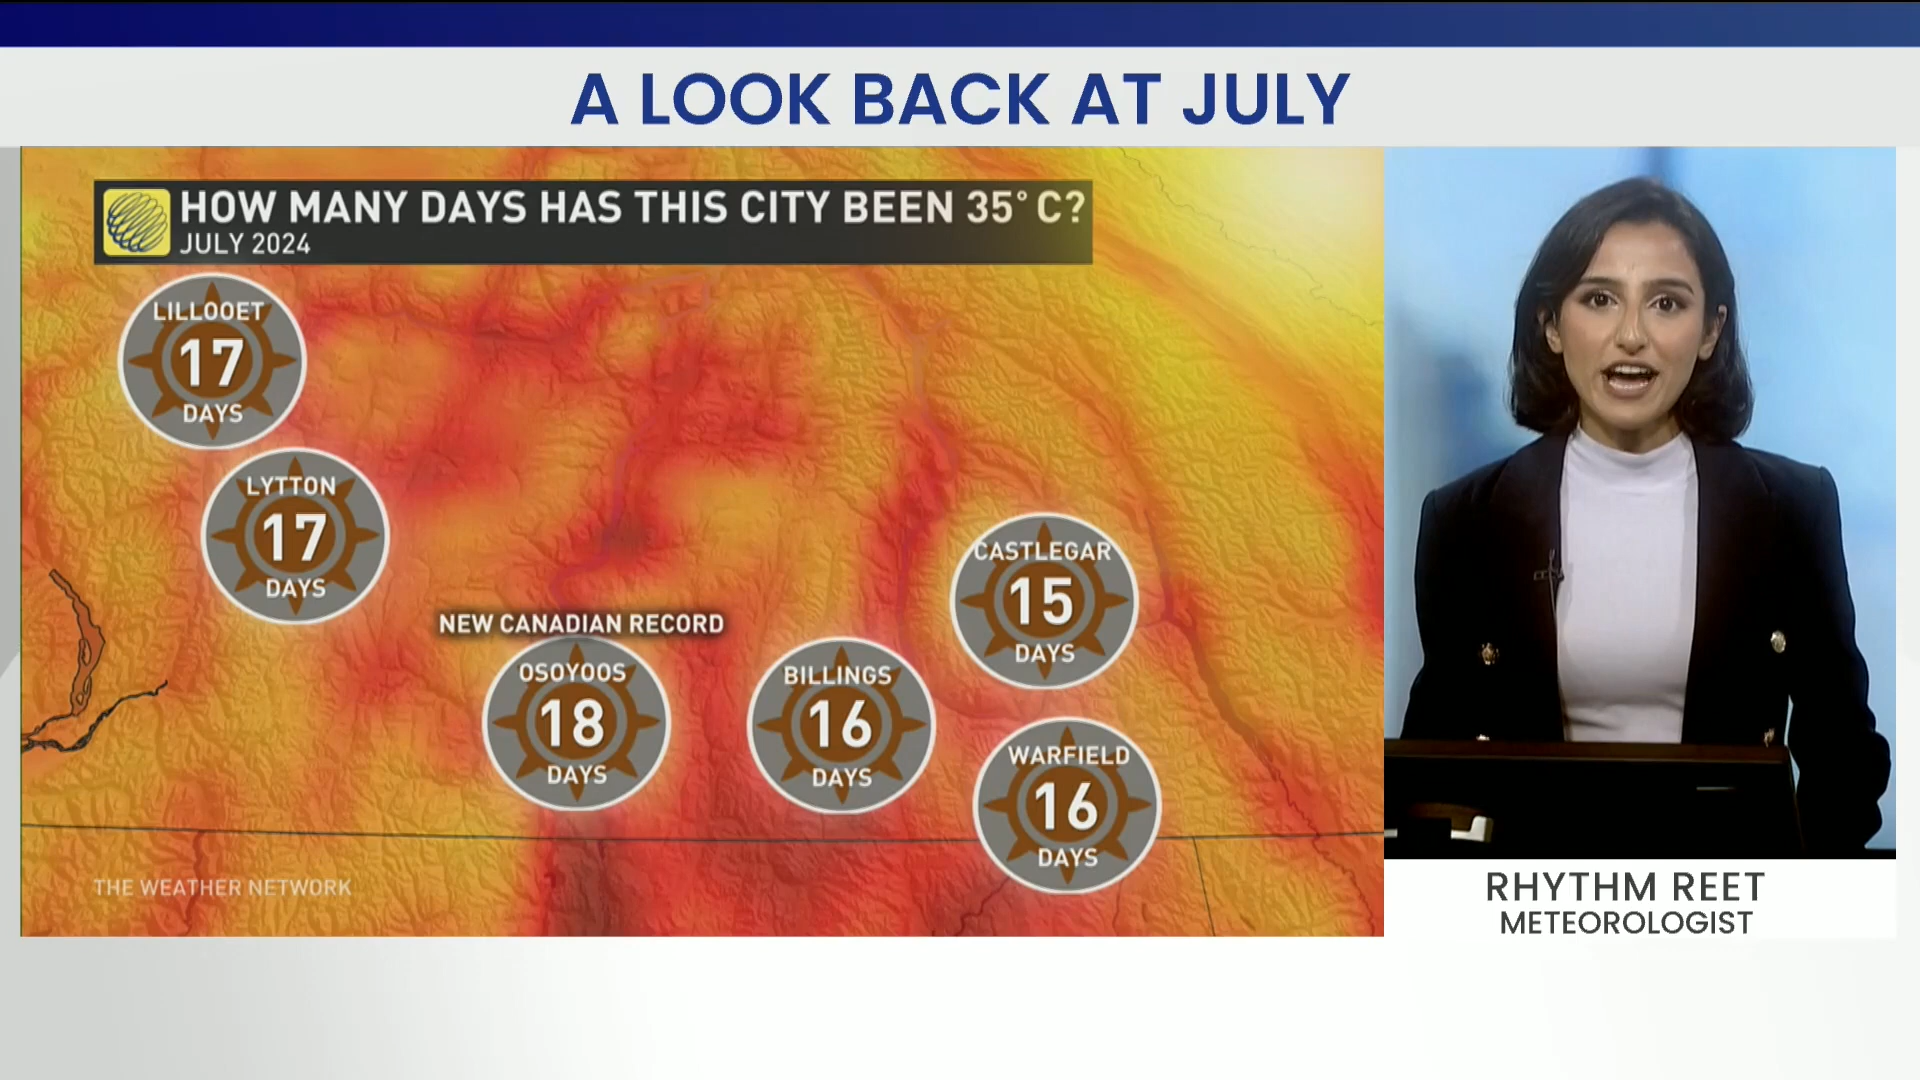 A LOOK BACK AT JULY
HOW MANY DAYS HAS THIS CITY BEEN 35°C?
JULY 2024
LILLOOET
17
DAYS
LYTTON
17
DAYS
NEW CANADIAN RECORD
OSOYOOS
18
DAYS
BILLINGS
16
DAYS
CASTLEGAR
15
DAYS
WARFIELD
16
DAYS
THE WEATHER NETWORK
RHYTHM REET
METEOROLOGIST